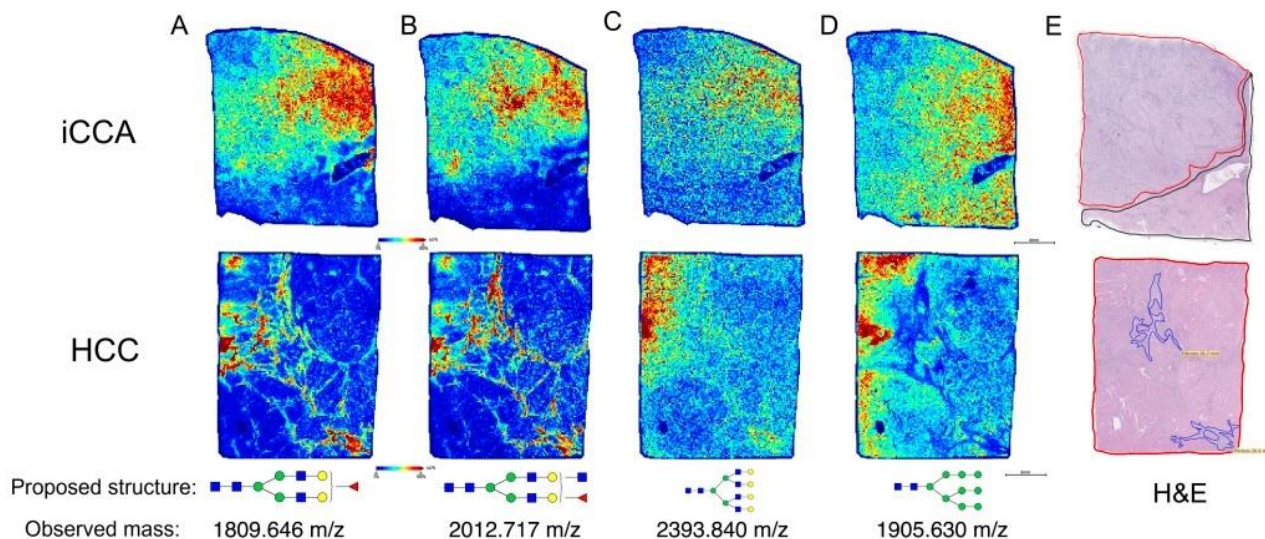 A B C D E
iCCA
HCC
Proposed structure:
H&E
Observed mass: 1809.646 m/z 2012.717 m/z 2393.840 m/z 1905.630 m/z